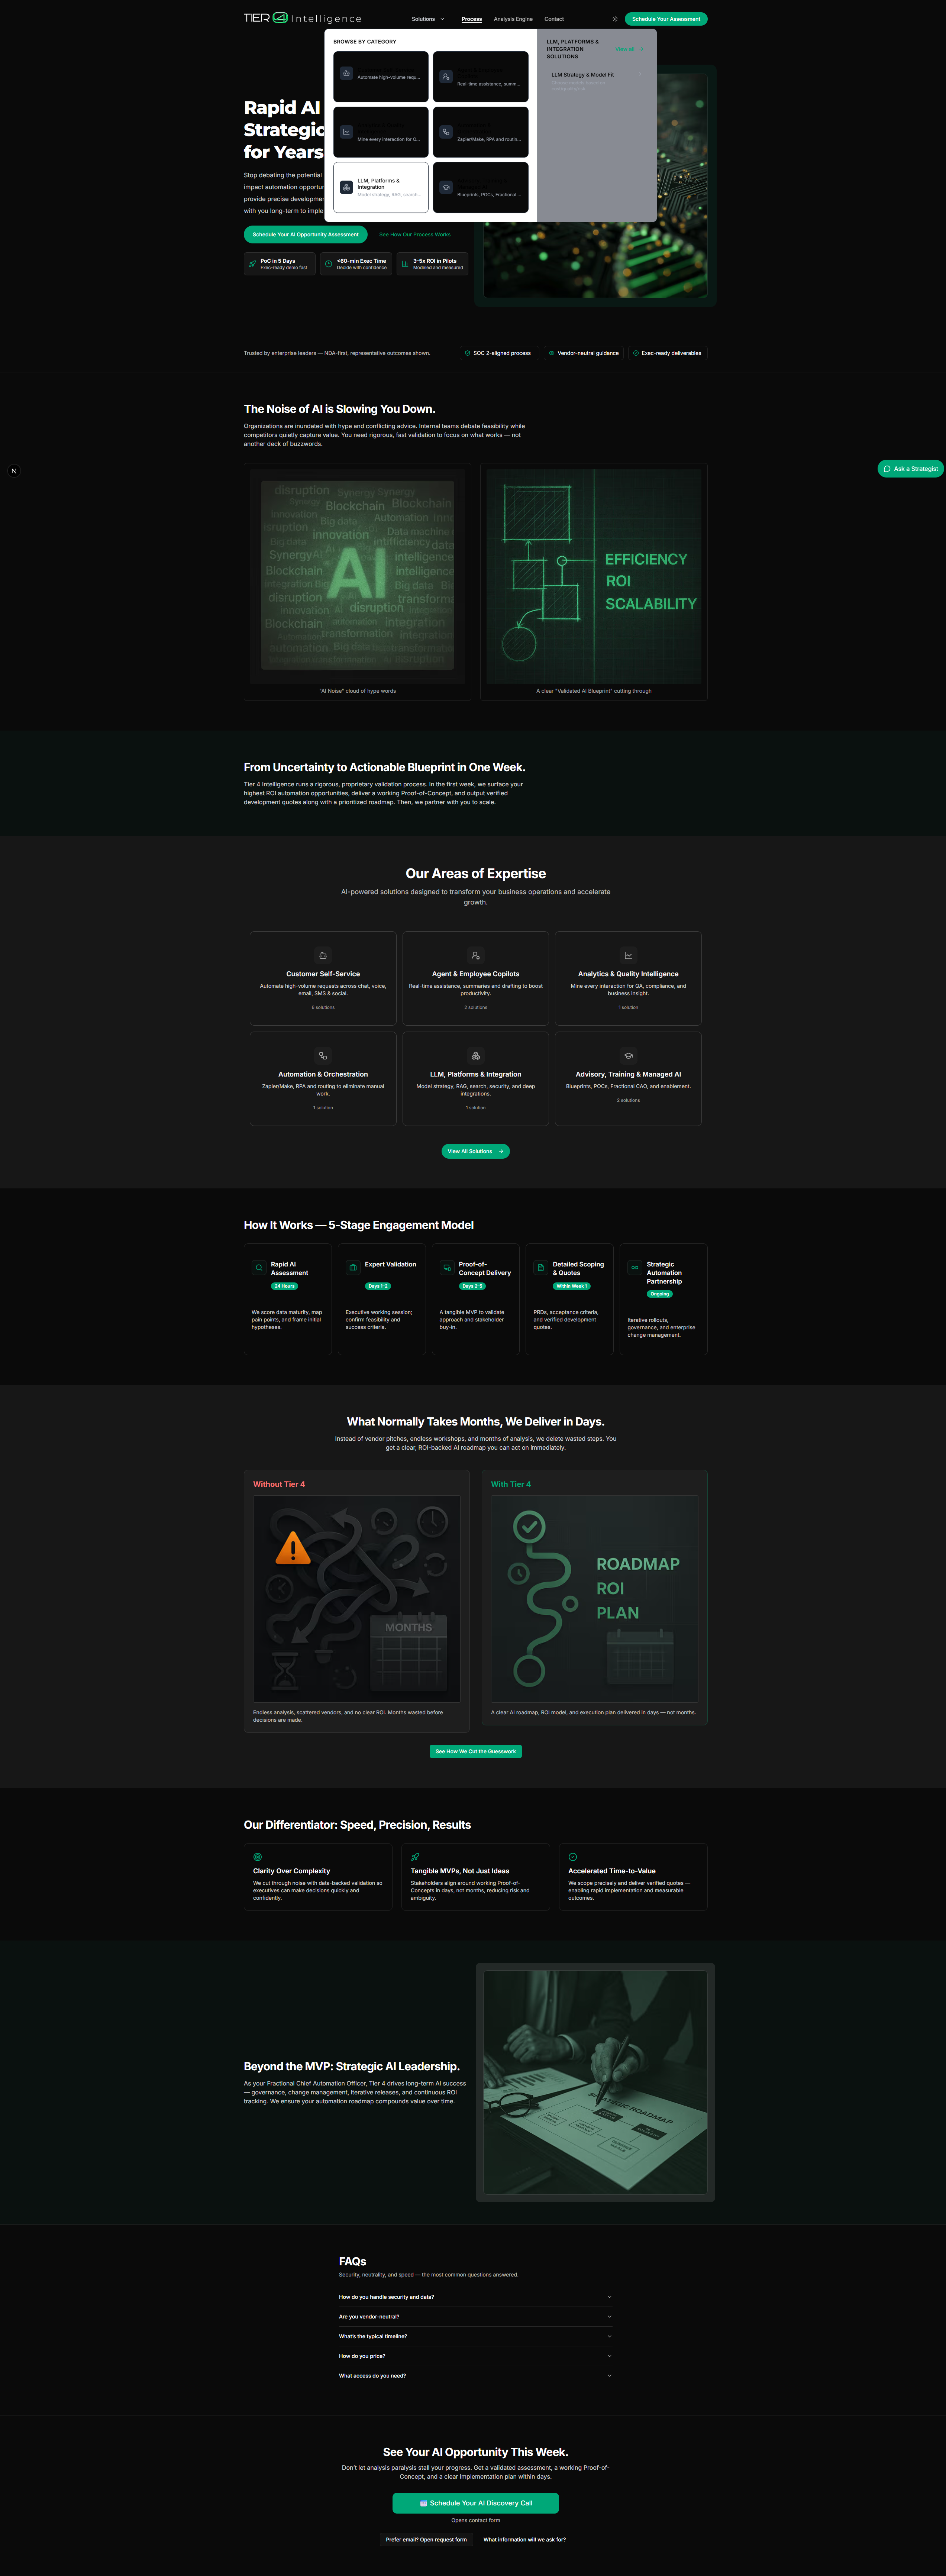 TIER 4 Intelligence
Solutions
Process
Analysis Engine
Contact
Schedule Your Assessment
BROWSE BY CATEGORY
Automate high-volume requ...
Real-time assistance, summ...
Mine every interaction for Q...
Zapier/Make, RPA and routin...
LLM, Platforms &
Integration
Model strategy, RAG, search...
Blueprints, POCs, Fractional ...
LLM, PLATFORMS &
INTEGRATION
SOLUTIONS
View all
LLM Strategy & Model Fit
Rapid AI
Strategic
for Years
Stop debating the potential
impact automation opportun
provide precise developmen
with you long-term to imple
Schedule Your AI Opportunity Assessment
See How Our Process Works
PoC in 5 Days
Exec-ready demo fast
<60-min Exec Time
Decide with confidence
3–5x ROI in Pilots
Modeled and measured
Trusted by enterprise leaders — NDA-first, representative outcomes shown.
SOC 2-aligned process
Vendor-neutral guidance
Exec-ready deliverables
The Noise of AI is Slowing You Down.
Organizations are inundated with hype and conflicting advice. Internal teams debate feasibility while
competitors quietly capture value. You need rigorous, fast validation to focus on what works — not
another deck of buzzwords.
N
Ask a Strategist
AI
EFFICIENCY
ROI
SCALABILITY
"AI Noise" cloud of hype words
A clear "Validated AI Blueprint" cutting through
From Uncertainty to Actionable Blueprint in One Week.
Tier 4 Intelligence runs a rigorous, proprietary validation process. In the first week, we surface your
highest ROI automation opportunities, deliver a working Proof-of-Concept, and output verified
development quotes along with a prioritized roadmap. Then, we partner with you to scale.
Our Areas of Expertise
AI-powered solutions designed to transform your business operations and accelerate
growth.
Customer Self-Service
Automate high-volume requests across chat, voice,
email, SMS & social.
6 solutions
Agent & Employee Copilots
Real-time assistance, summaries and drafting to boost
productivity.
2 solutions
Analytics & Quality Intelligence
Mine every interaction for QA, compliance, and
business insight.
1 solution
Automation & Orchestration
Zapier/Make, RPA and routing to eliminate manual
work.
1 solution
LLM, Platforms & Integration
Model strategy, RAG, search, security, and deep
integrations.
1 solution
Advisory, Training & Managed AI
Blueprints, POCs, Fractional CAO, and enablement.
2 solutions
View All Solutions
How It Works — 5-Stage Engagement Model
Rapid AI
Assessment
24 Hours
We score data maturity, map
pain points, and frame initial
hypotheses.
Expert Validation
Days 1–2
Executive working session;
confirm feasibility and
success criteria.
Proof-of-
Concept Delivery
Days 3–5
A tangible MVP to validate
approach and stakeholder
buy-in.
Detailed Scoping
& Quotes
Within Week 1
PRDs, acceptance criteria,
and verified development
quotes.
Strategic
Automation
Partnership
Ongoing
Iterative rollouts,
governance, and enterprise
change management.
What Normally Takes Months, We Deliver in Days.
Instead of vendor pitches, endless workshops, and months of analysis, we delete wasted steps. You
get a clear, ROI-backed AI roadmap you can act on immediately.
Without Tier 4
MONTHS
Endless analysis, scattered vendors, and no clear ROI. Months wasted before
decisions are made.
With Tier 4
ROADMAP
ROI
PLAN
A clear AI roadmap, ROI model, and execution plan delivered in days — not months.
See How We Cut the Guesswork
Our Differentiator: Speed, Precision, Results
Clarity Over Complexity
We cut through noise with data-backed validation so
executives can make decisions quickly and
confidently.
Tangible MVPs, Not Just Ideas
Stakeholders align around working Proof-of-
Concepts in days, not months, reducing risk and
ambiguity.
Accelerated Time-to-Value
We scope precisely and deliver verified quotes —
enabling rapid implementation and measurable
outcomes.
Beyond the MVP: Strategic AI Leadership.
As your Fractional Chief Automation Officer, Tier 4 drives long-term AI success
— governance, change management, iterative releases, and continuous ROI
tracking. We ensure your automation roadmap compounds value over time.
STRATEGIC ROADMAP
FAQs
Security, neutrality, and speed — the most common questions answered.
How do you handle security and data?
Are you vendor-neutral?
What's the typical timeline?
How do you price?
What access do you need?
See Your AI Opportunity This Week.
Don't let analysis paralysis stall your progress. Get a validated assessment, a working Proof-of-
Concept, and a clear implementation plan within days.
Schedule Your AI Discovery Call
Opens contact form
Prefer email? Open request form
What information will we ask for?